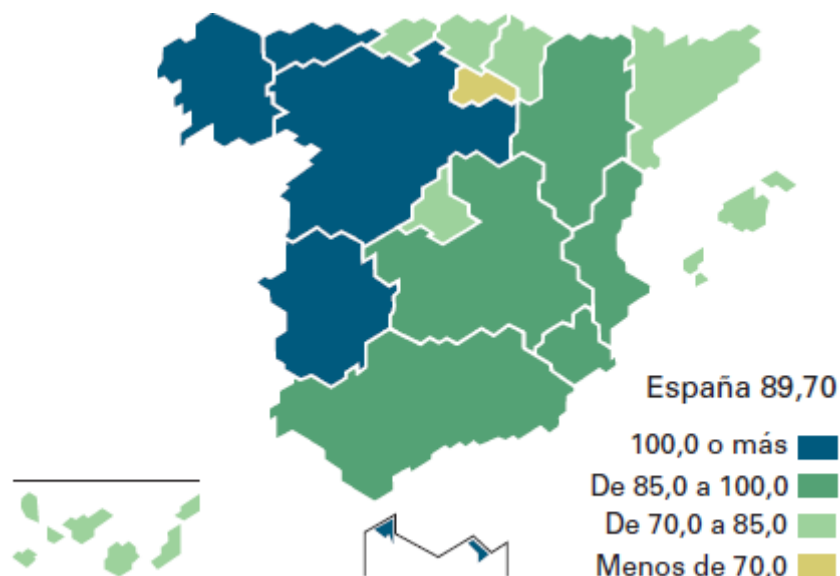 España 89,70
100,0 o más
De 85,0 a 100,0
De 70,0 a 85,0
Menos de 70,0